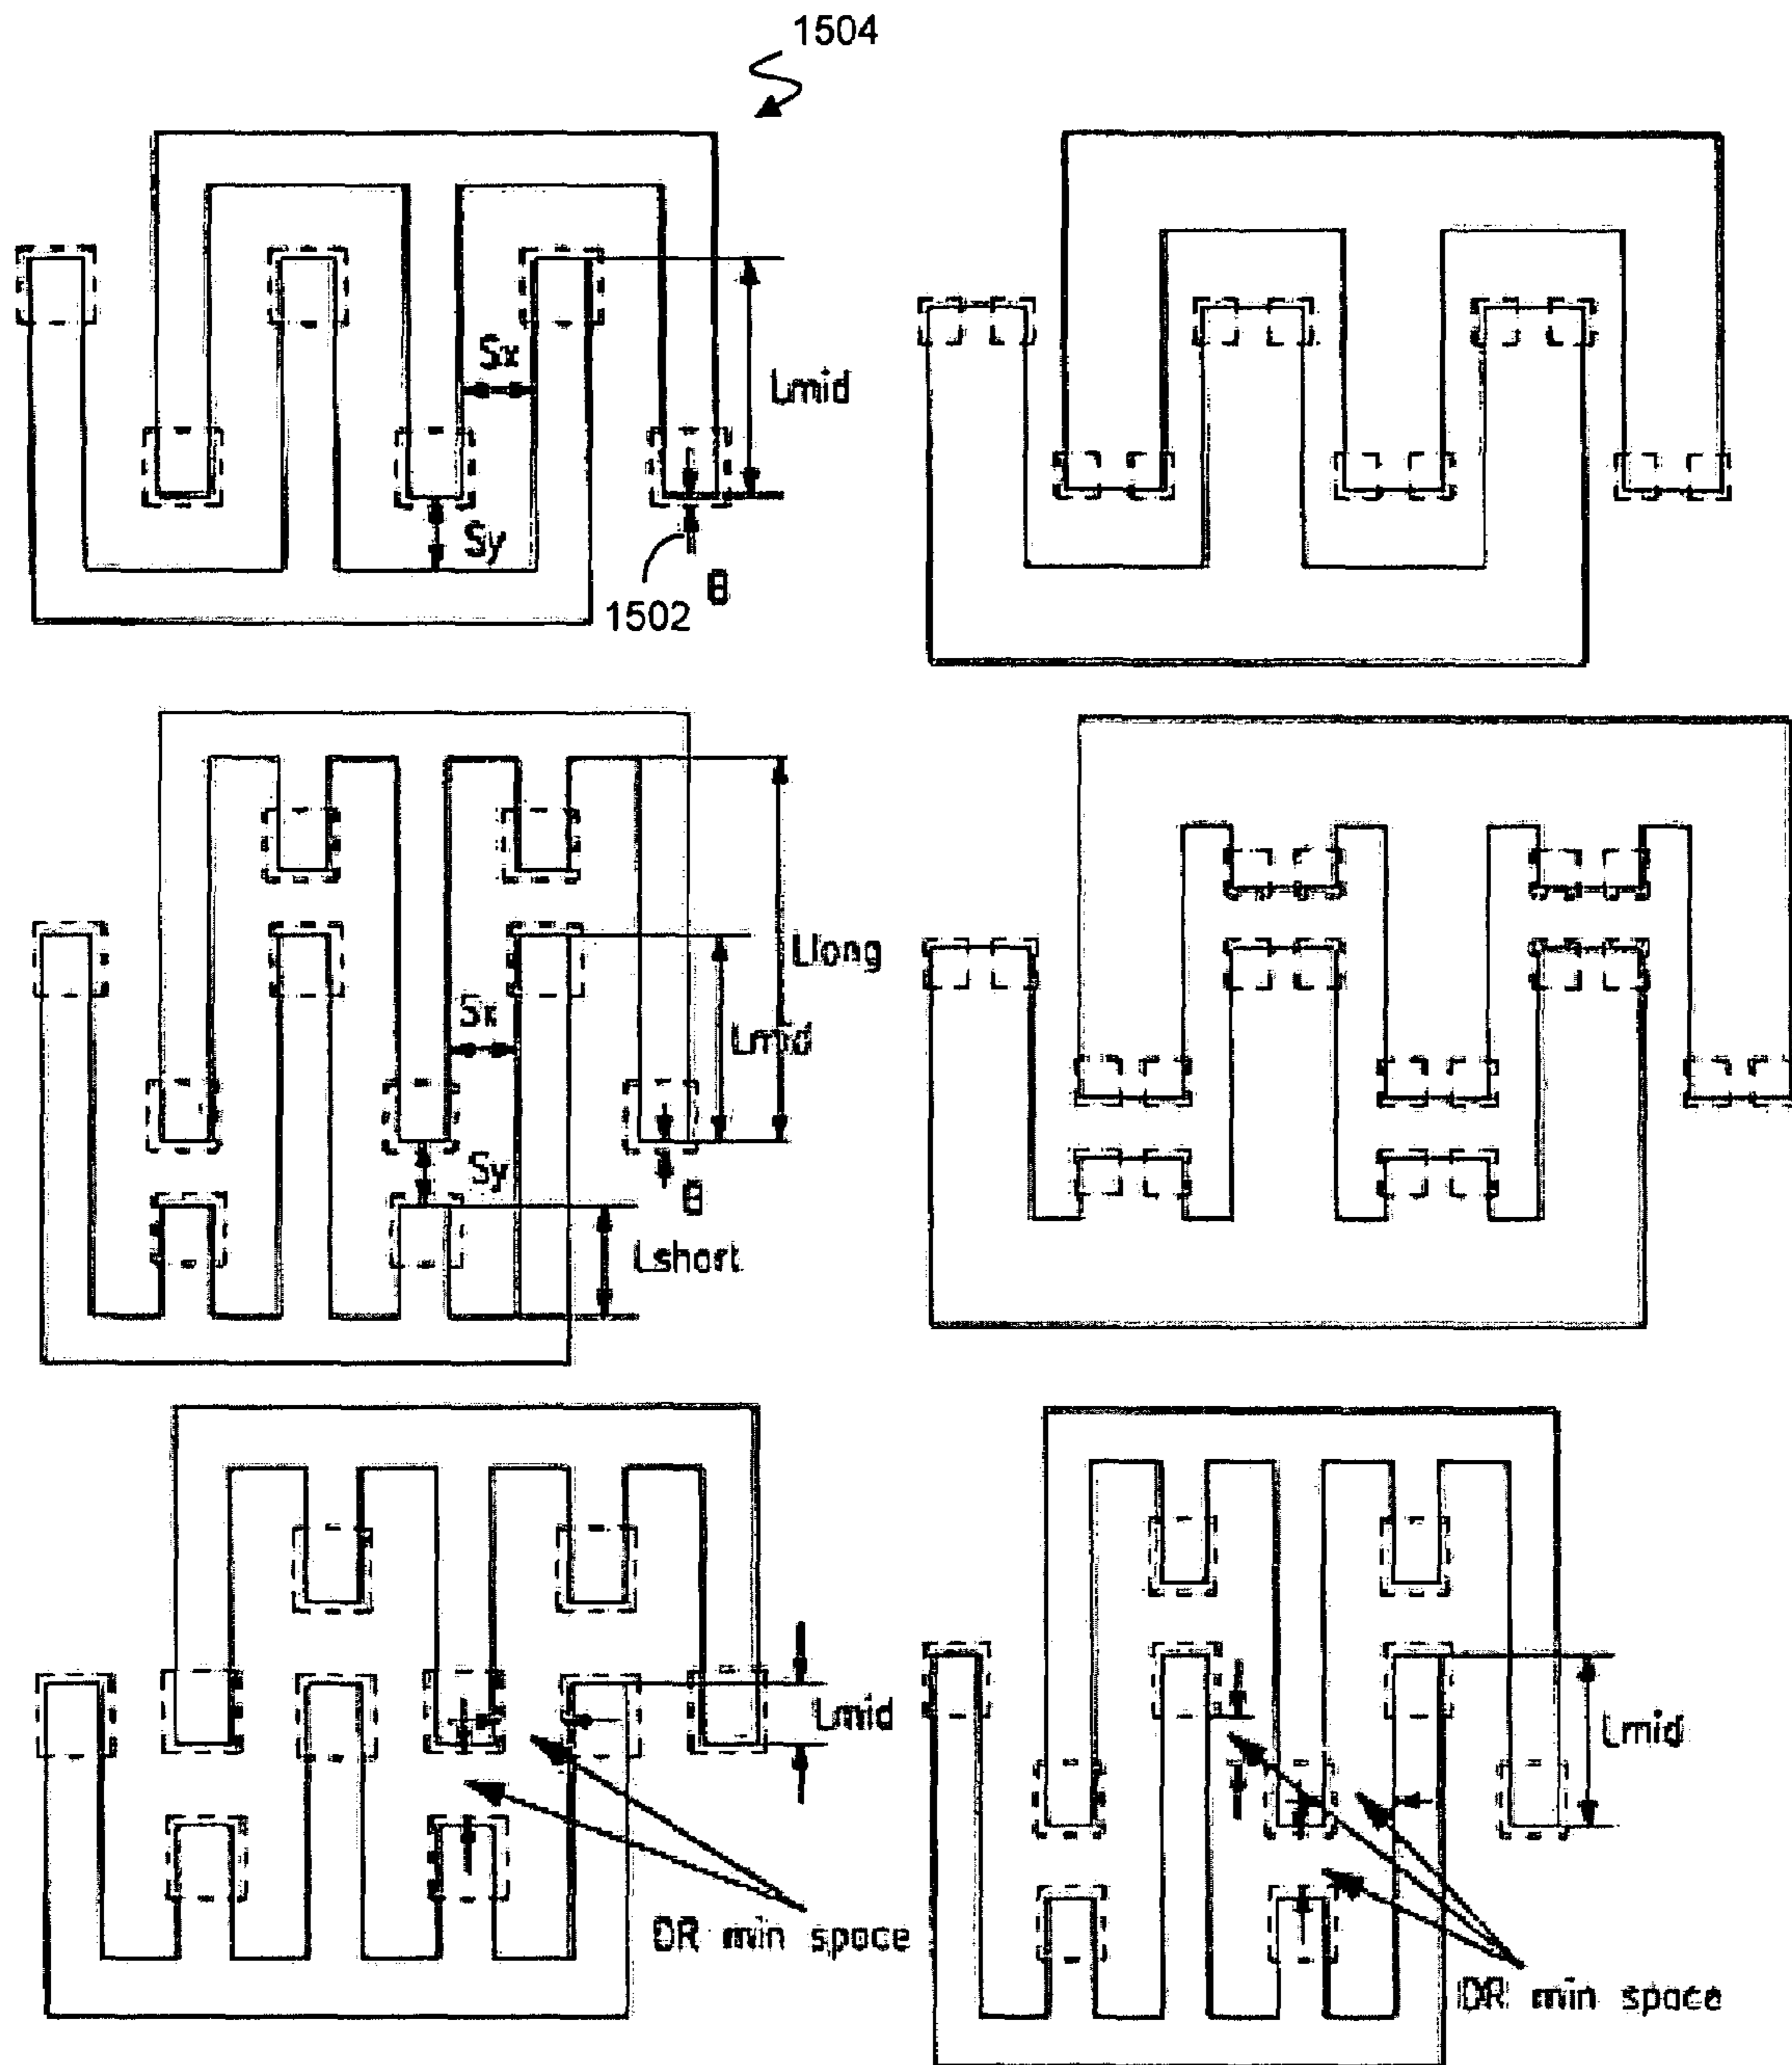 1504
Sx
Lmid
Sy
1502
Llong
Sx
Lmid
Sy
Lshort
Lmid
DR min space
Lmid
DR min space